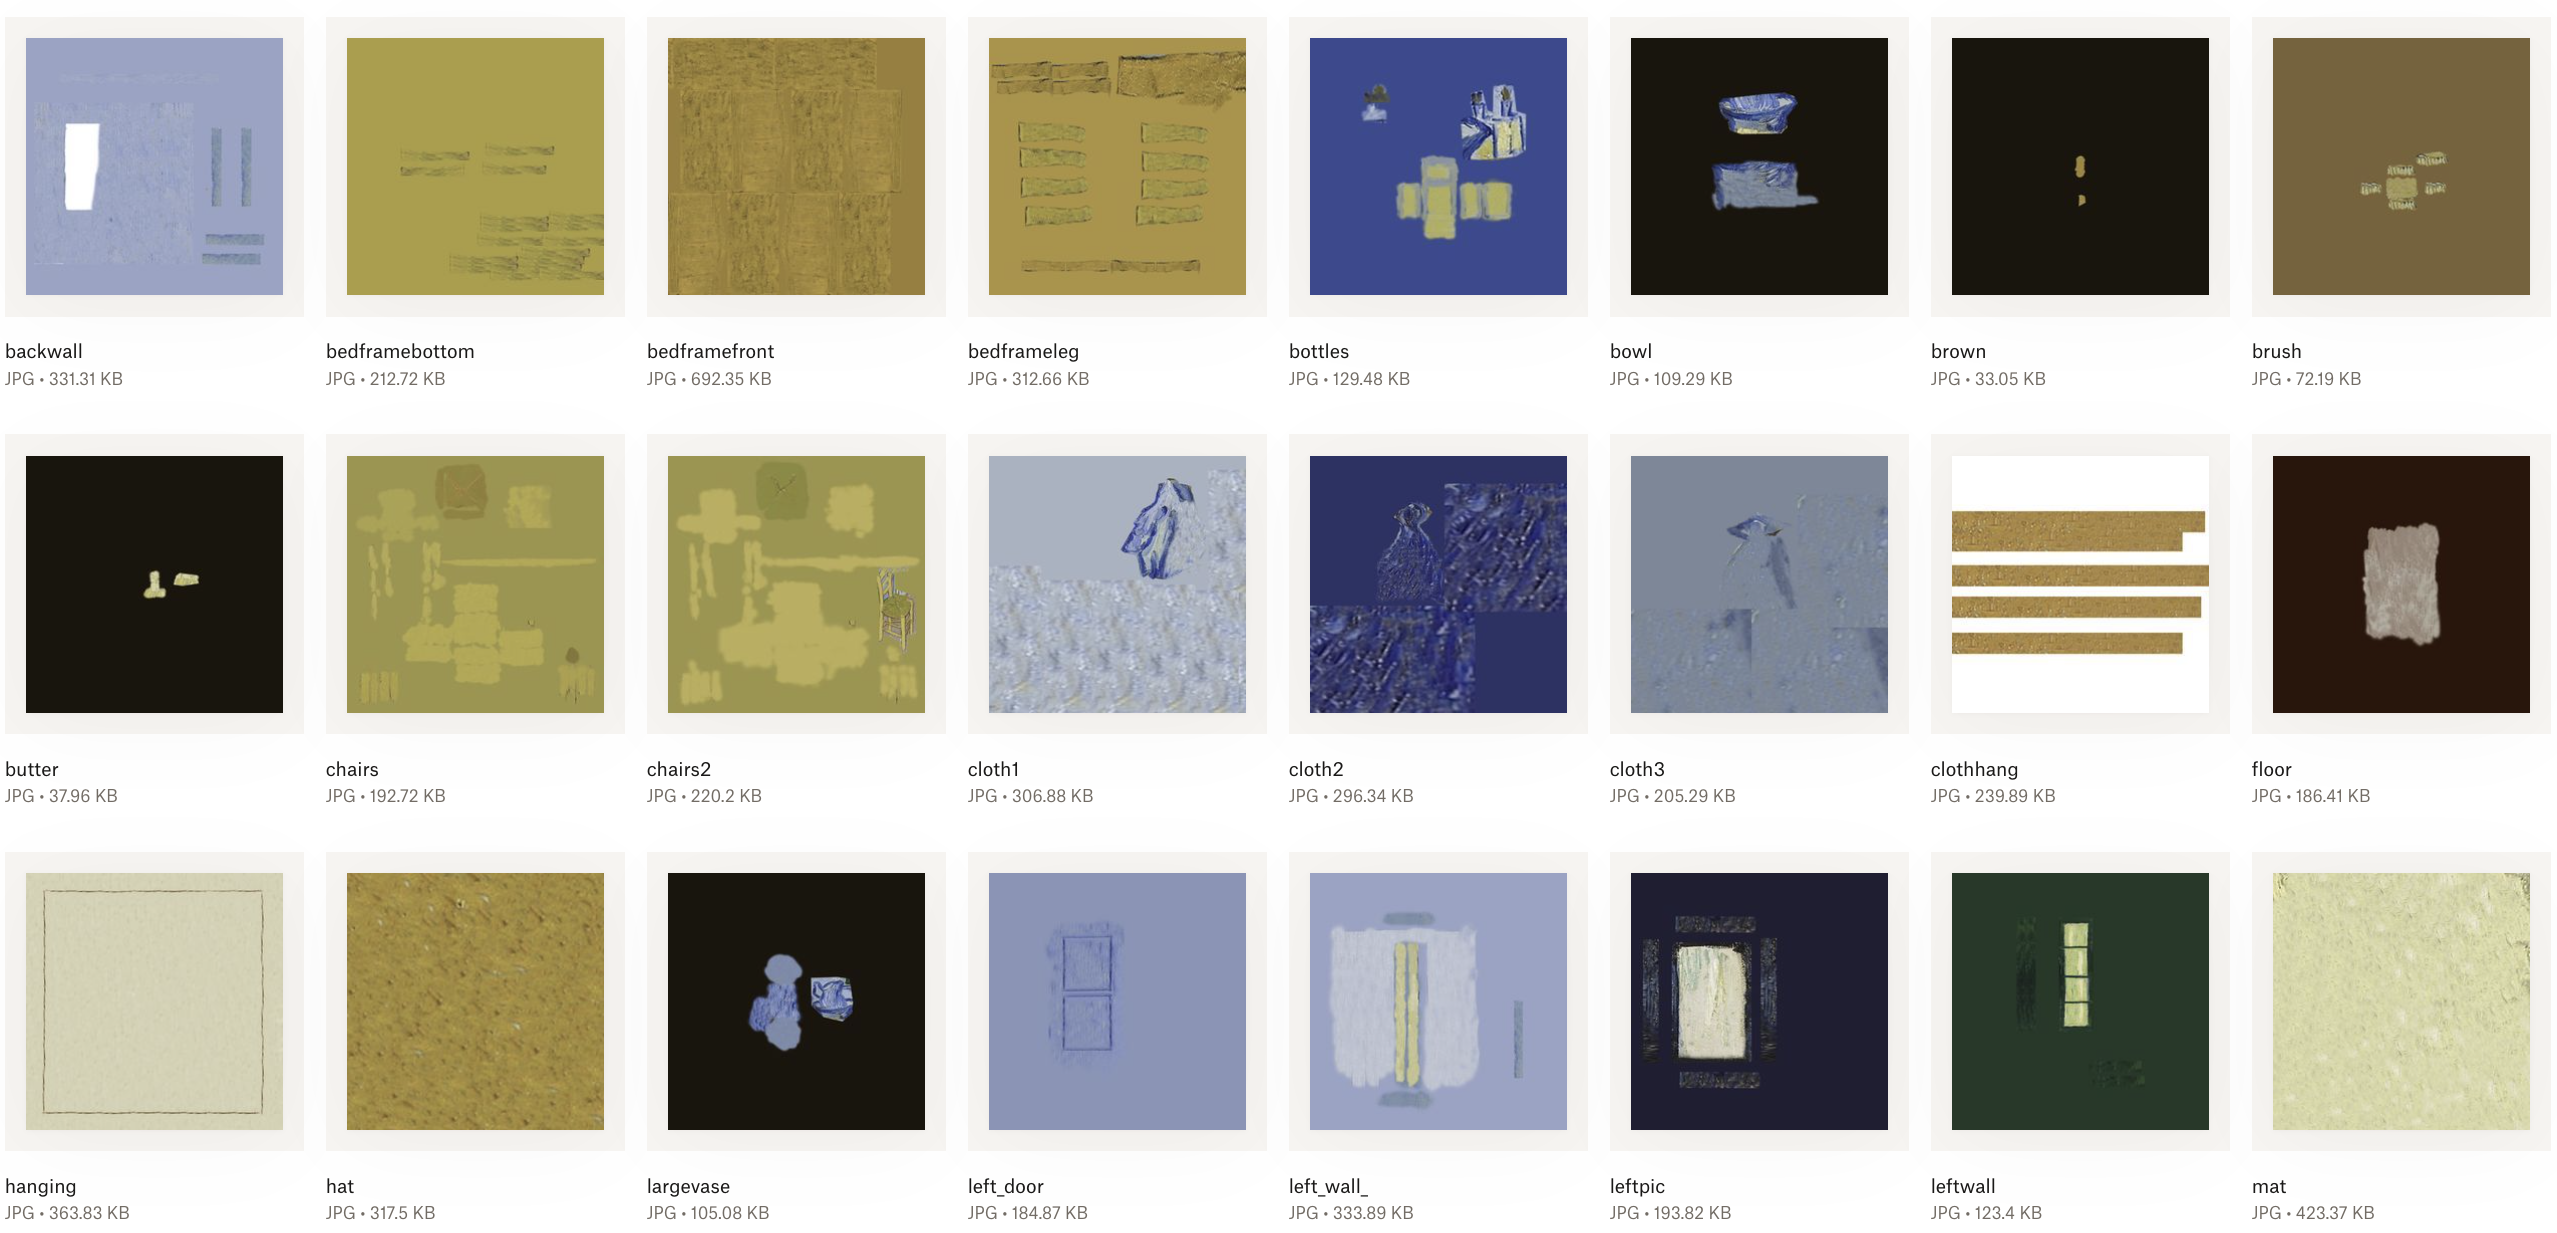 backwall
JPG • 331.31 KB
bedframebottom
JPG • 212.72 KB
bedframefront
JPG • 692.35 KB
bedframeleg
JPG • 312.66 KB
bottles
JPG • 129.48 KB
bowl
JPG • 109.29 KB
brown
JPG • 33.05 KB
brush
JPG • 72.19 KB
butter
JPG • 37.96 KB
chairs
JPG • 192.72 KB
chairs2
JPG • 220.2 KB
cloth1
JPG • 306.88 KB
cloth2
JPG • 296.34 KB
cloth3
JPG • 205.29 KB
clothhang
JPG • 239.89 KB
floor
JPG • 186.41 KB
hanging
JPG • 363.83 KB
hat
JPG • 317.5 KB
largevase
JPG • 105.08 KB
left_door
JPG • 184.87 KB
left_wall_
JPG • 333.89 KB
leftpic
JPG • 193.82 KB
leftwall
JPG • 123.4 KB
mat
JPG • 423.37 KB